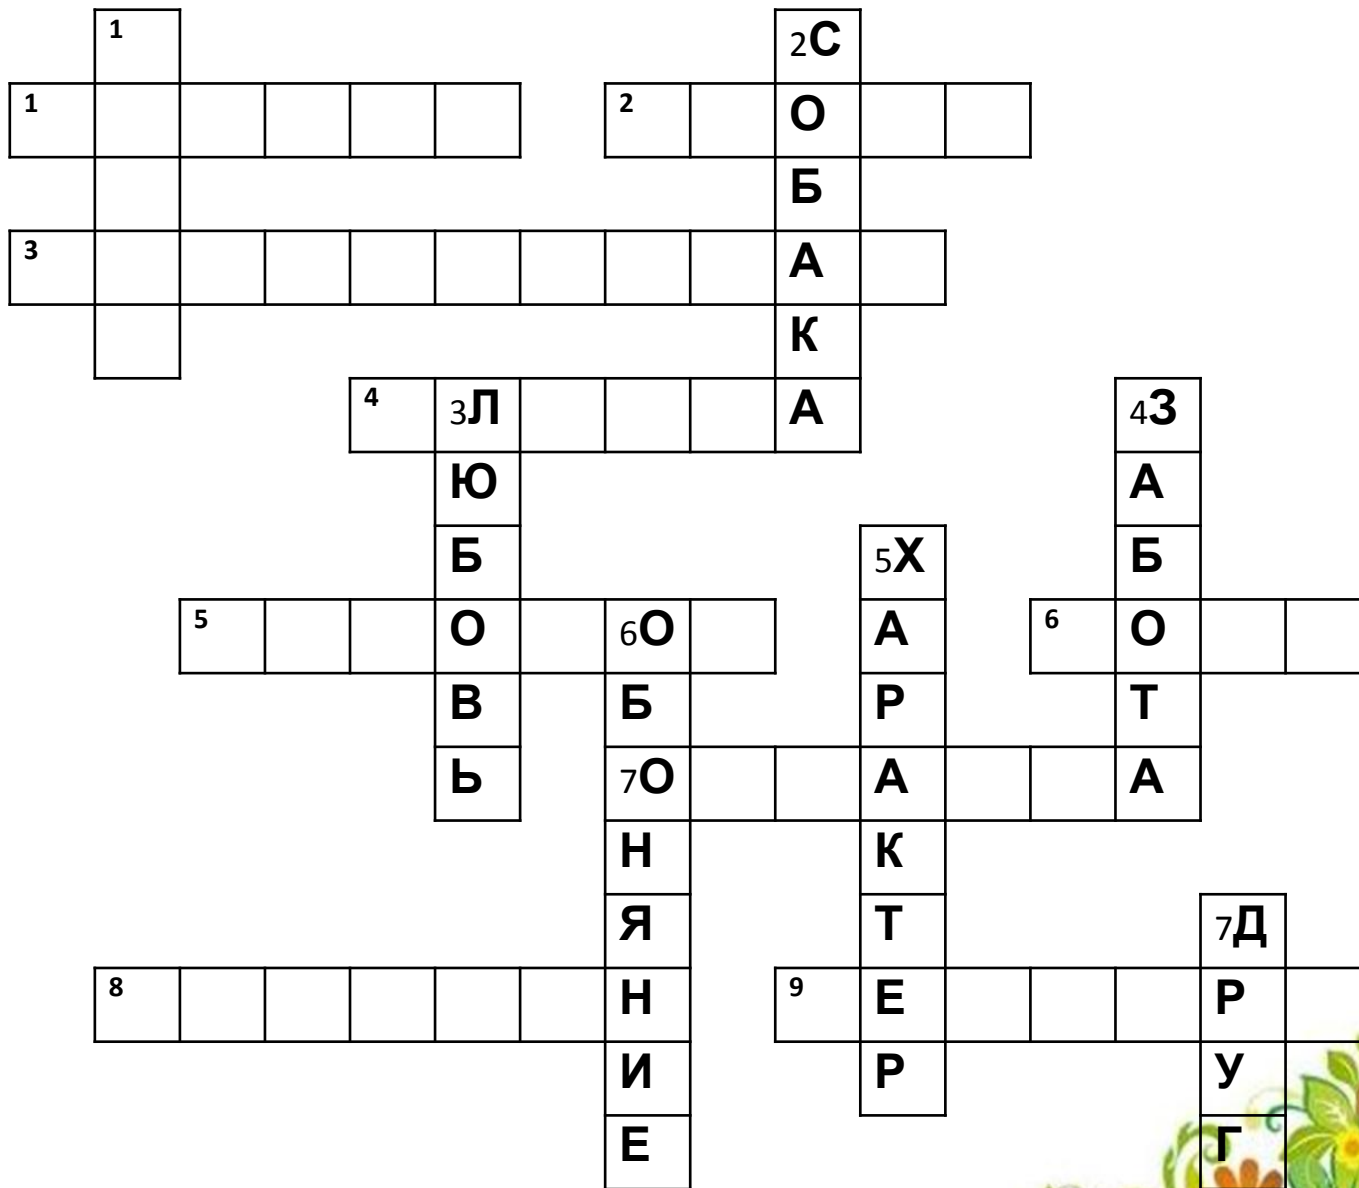 1 2С
1 2 О
Б
3 А
К
4 3Л А 4З
Ю А
Б 5Х Б
5 О 6О А 6 О
В Б Р Т
Ь 7О А А
Н К
Я Т 7Д
8 Н 9 Е Р
И Р У
Е Г